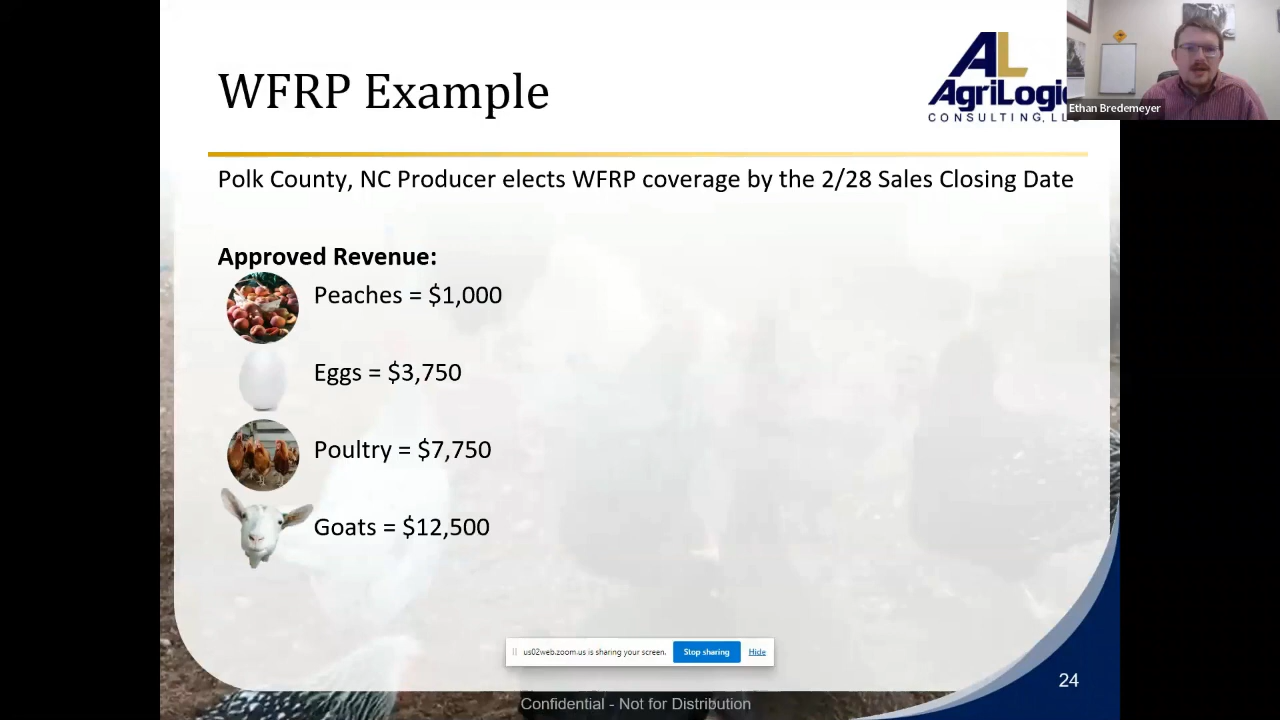 WFRP Example
AL
AgriLogic
CONSULTING, LLC
Ethan Bredemeyer
Polk County, NC Producer elects WFRP coverage by the 2/28 Sales Closing Date
Approved Revenue:
Peaches = $1,000
Eggs = $3,750
Poultry = $7,750
Goats = $12,500
us02web.zoom.us is sharing your screen.
Stop sharing
Hide
24
Confidential - Not for Distribution